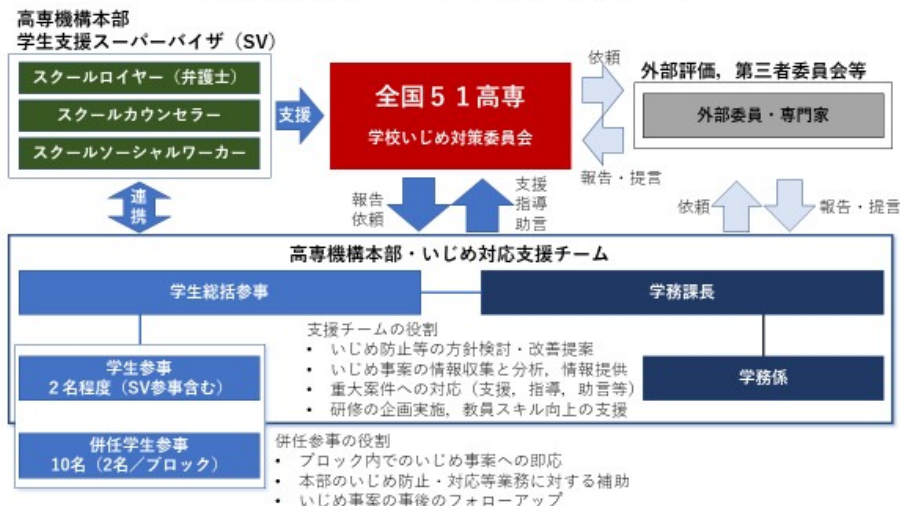 高専機構本部
学生支援スーパーバイザ（SV）
スクールロイヤー（弁護士）
スクールカウンセラー
スクールソーシャルワーカー
支援
全国５１高専
学校いじめ対策委員会
依頼
報告・提言
外部評価，第三者委員会等
外部委員・専門家
連携
報告
依頼
支援
指導
助言
依頼
報告・提言
高専機構本部・いじめ対応支援チーム
学生総括参事
学務課長
学生参事
２名程度（SV参事含む）
支援チームの役割
• いじめ防止等の方針検討・改善提案
• いじめ事案の情報収集と分析，情報提供
• 重大案件への対応（支援，指導，助言等）
• 研修の企画実施，教員スキル向上の支援
学務係
併任学生参事
10名（2名／ブロック）
併任参事の役割
• ブロック内でのいじめ事案への即応
• 本部のいじめ防止・対応等業務に対する補助
• いじめ事案の事後のフォローアップ